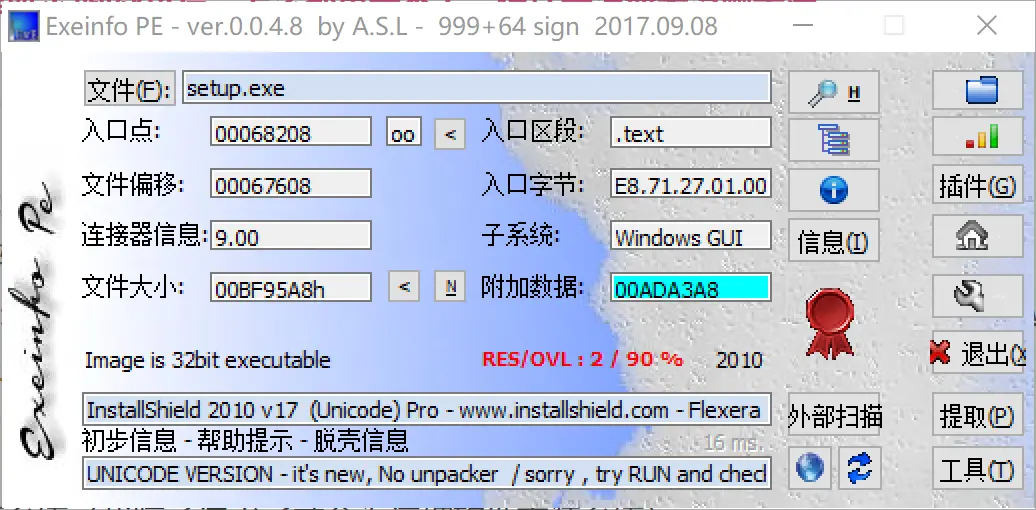 Exeinfo PE - ver.0.0.4.8  by A.S.L -  999+64 sign  2017.09.08
文件(F): setup.exe H
入口点: 00068208 oo < 入口区段: .text
文件偏移: 00067608 入口字节: E8.71.27.01.00 插件(G)
连接器信息: 9.00 子系统: Windows GUI 信息(I)
文件大小: 00BF95A8h < N 附加数据: 00ADA3A8
Image is 32bit executable RES/OVL : 2 / 90 % 2010 退出(X
InstallShield 2010 v17  (Unicode) Pro - www.installshield.com - Flexera 外部扫描 提取(P)
初步信息 - 帮助提示 - 脱壳信息 16 ms.
UNICODE VERSION - it's new, No unpacker  / sorry , try RUN and chec 工具(T)
Exeinfo Pe